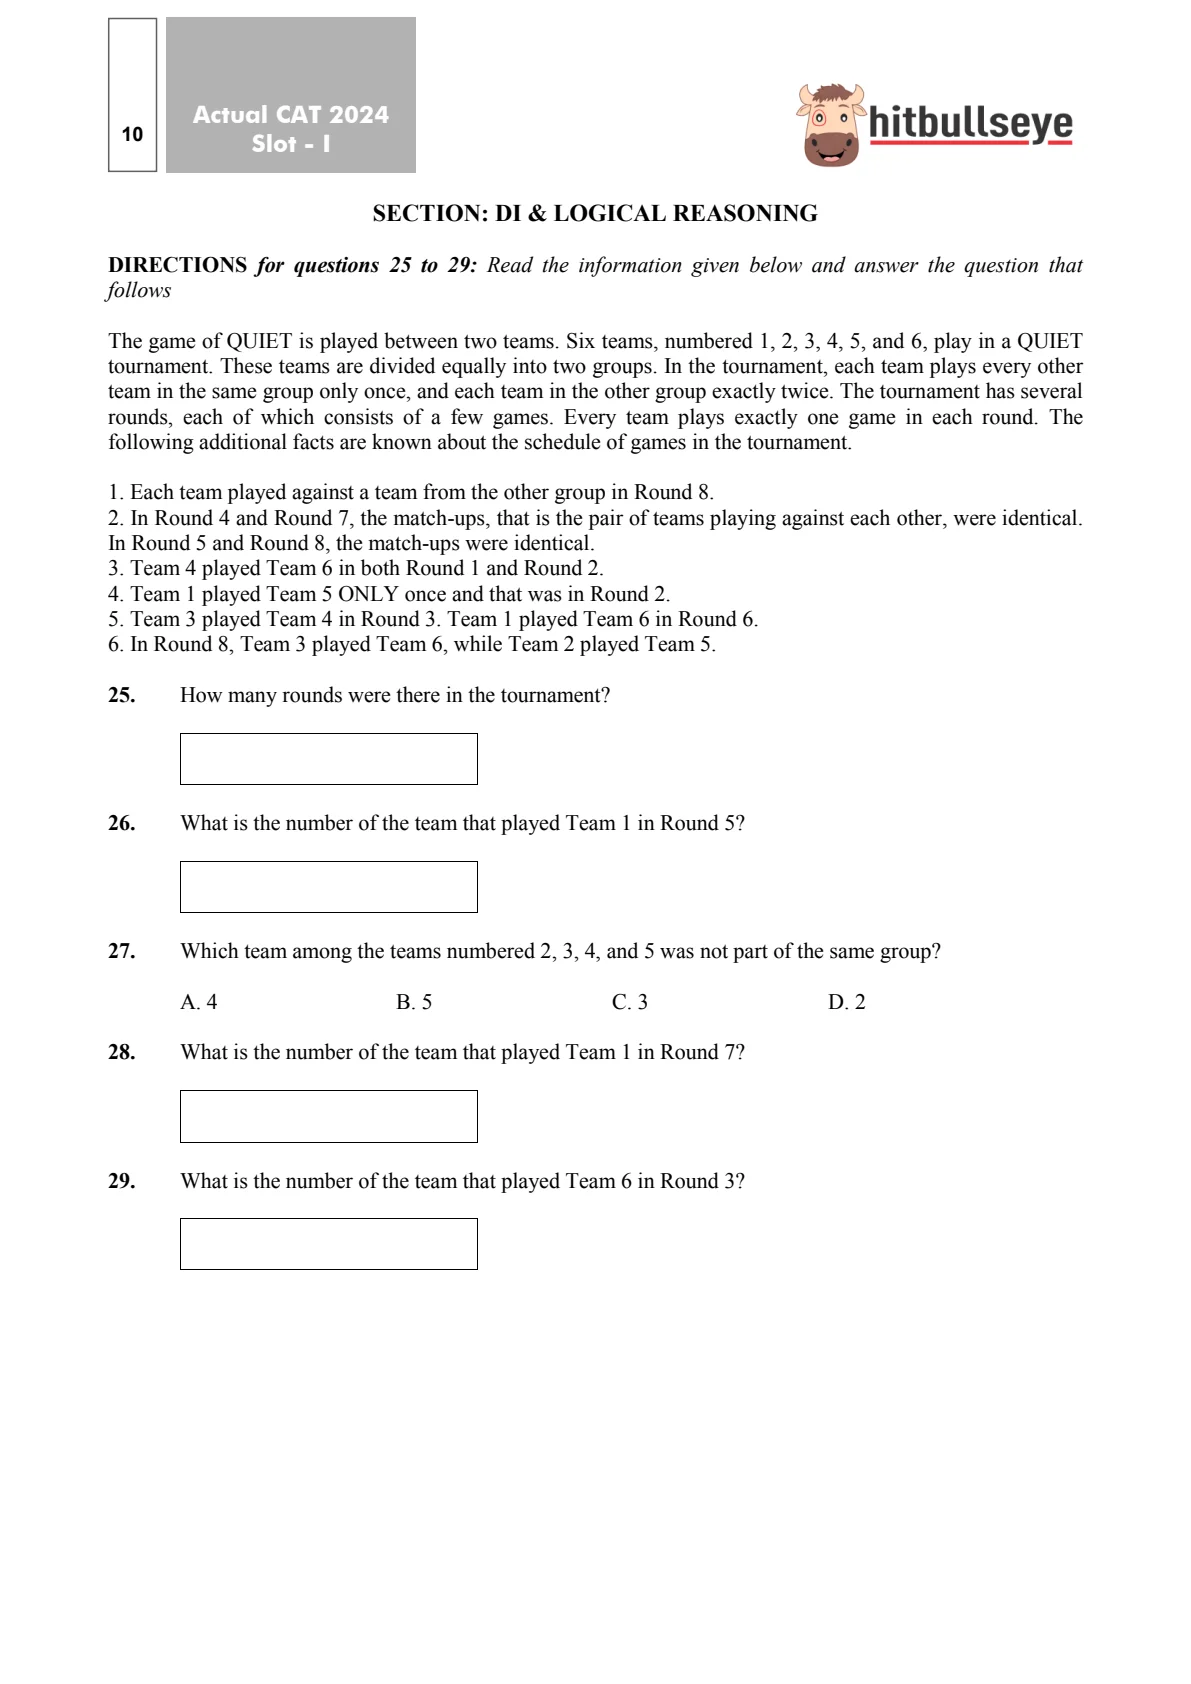 10
Actual CAT 2024
Slot - I
hitbullseye
SECTION: DI & LOGICAL REASONING
DIRECTIONS for questions 25 to 29: Read the information given below and answer the question that
follows
The game of QUIET is played between two teams. Six teams, numbered 1, 2, 3, 4, 5, and 6, play in a QUIET
tournament. These teams are divided equally into two groups. In the tournament, each team plays every other
team in the same group only once, and each team in the other group exactly twice. The tournament has several
rounds, each of which consists of a few games. Every team plays exactly one game in each round. The
following additional facts are known about the schedule of games in the tournament.
1. Each team played against a team from the other group in Round 8.
2. In Round 4 and Round 7, the match-ups, that is the pair of teams playing against each other, were identical.
In Round 5 and Round 8, the match-ups were identical.
3. Team 4 played Team 6 in both Round 1 and Round 2.
4. Team 1 played Team 5 ONLY once and that was in Round 2.
5. Team 3 played Team 4 in Round 3. Team 1 played Team 6 in Round 6.
6. In Round 8, Team 3 played Team 6, while Team 2 played Team 5.
25. How many rounds were there in the tournament?
26. What is the number of the team that played Team 1 in Round 5?
27. Which team among the teams numbered 2, 3, 4, and 5 was not part of the same group?
A. 4 B. 5 C. 3 D. 2
28. What is the number of the team that played Team 1 in Round 7?
29. What is the number of the team that played Team 6 in Round 3?